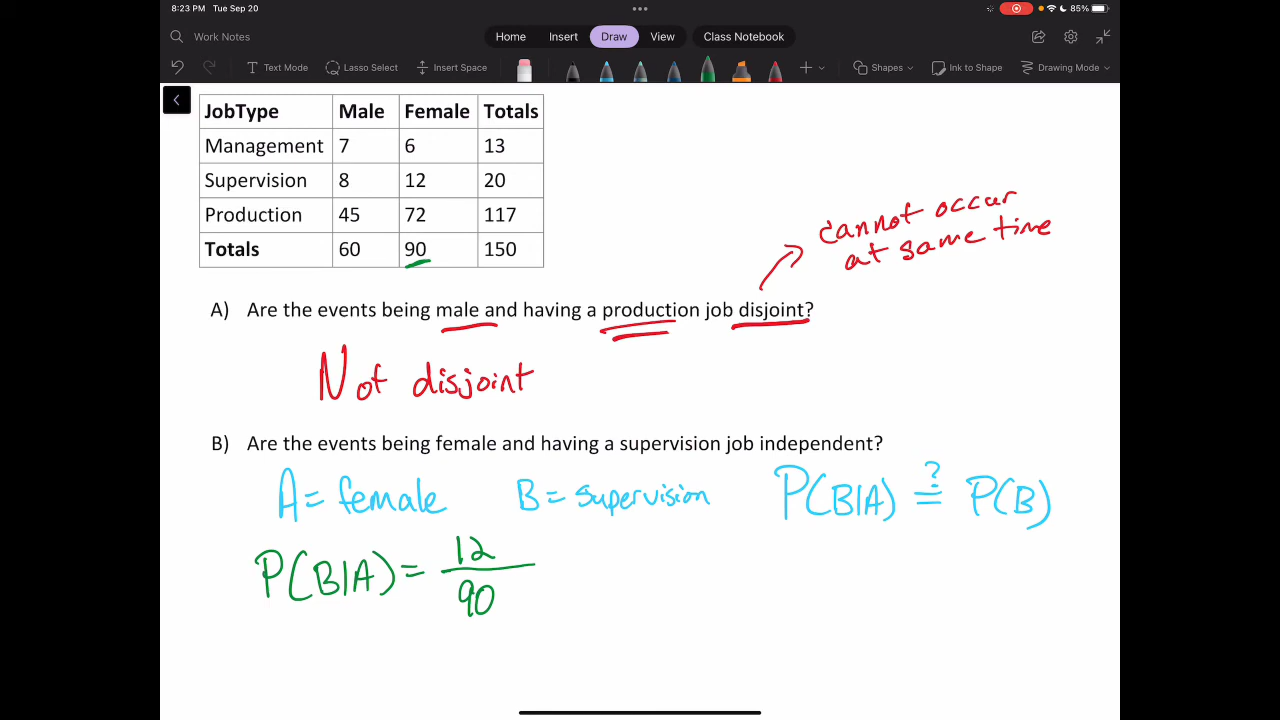 8:23 PM Tue Sep 20
85%
Work Notes
Home Insert Draw View Class Notebook
Text Mode Lasso Select Insert Space Shapes Ink to Shape Drawing Mode
JobType Male Female Totals
Management 7 6 13
Supervision 8 12 20
Production 45 72 117
Totals 60 90 150
cannot occur
at same time
A) Are the events being male and having a production job disjoint?
Not disjoint
B) Are the events being female and having a supervision job independent?
A = female B = supervision P(B|A) ≟ P(B)
P(B|A) = 12
90